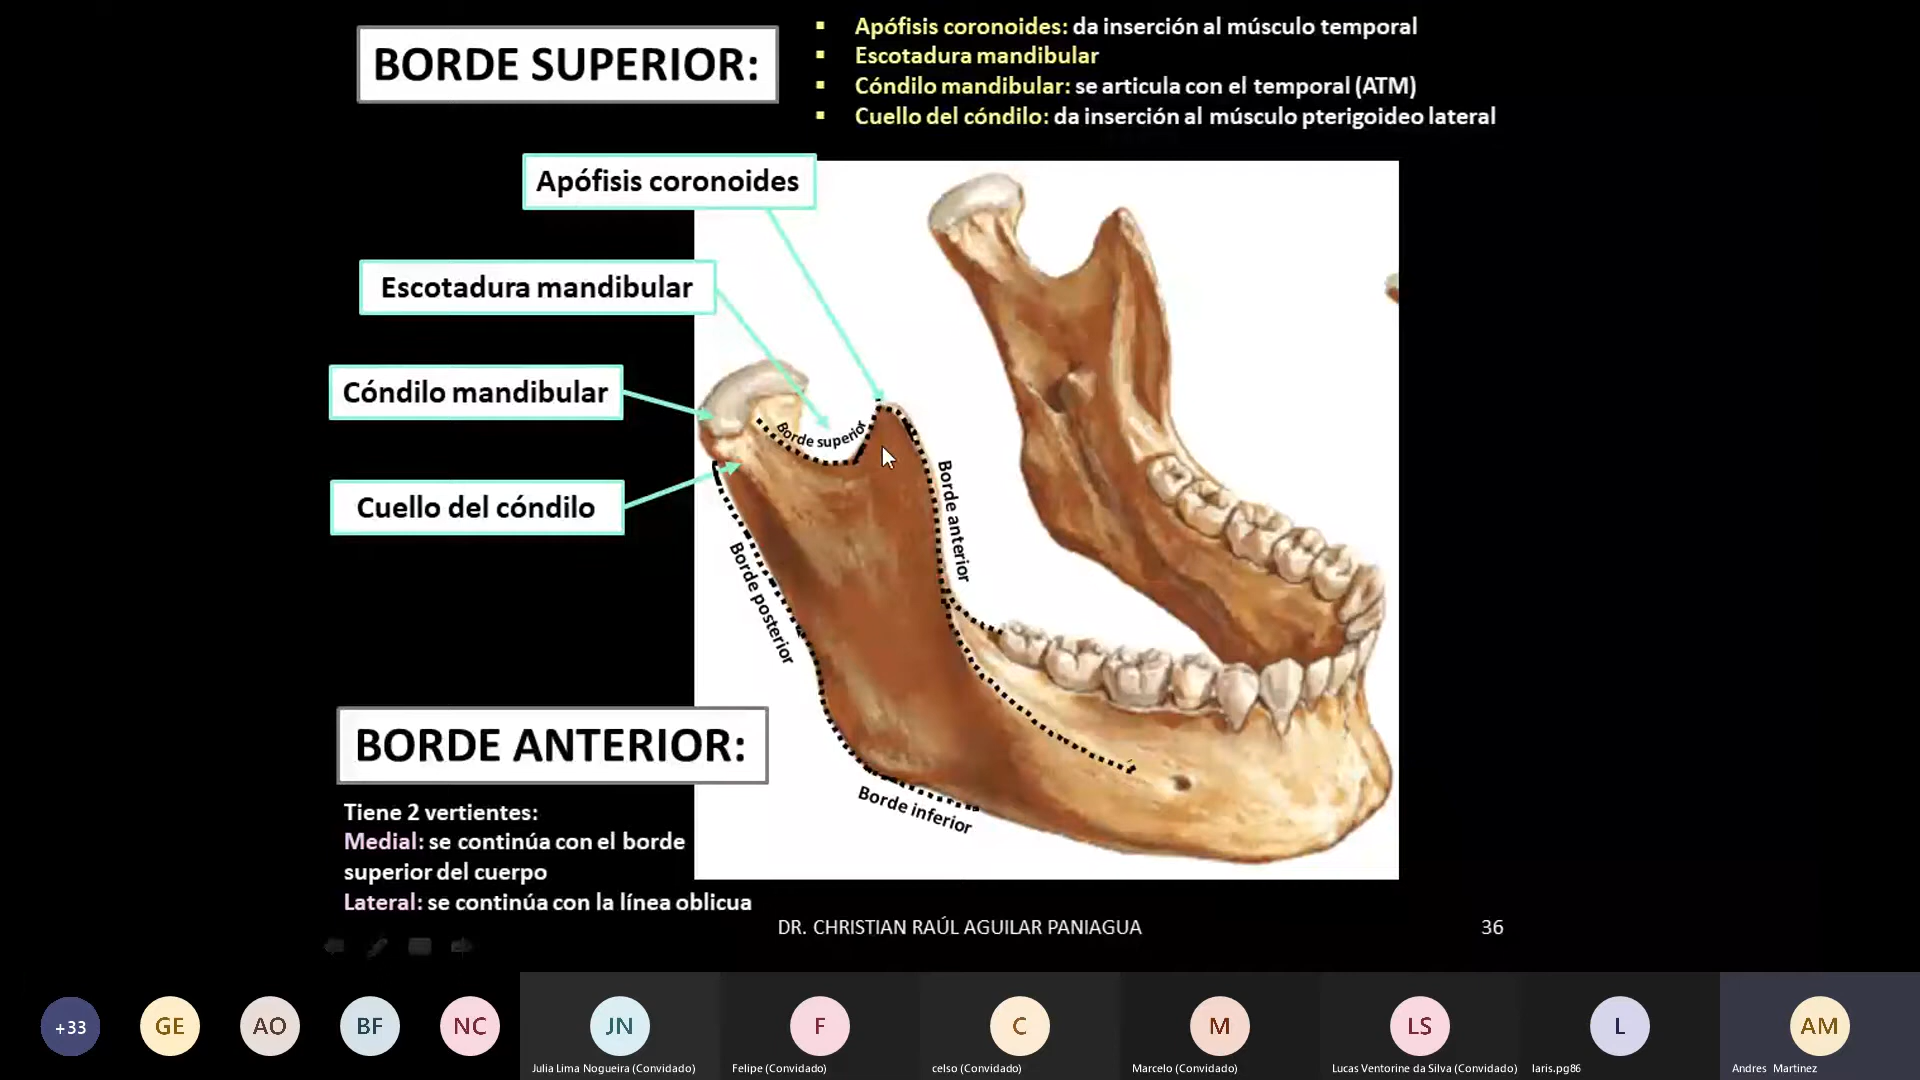 BORDE SUPERIOR:
▪ Apófisis coronoides: da inserción al músculo temporal
▪ Escotadura mandibular
▪ Cóndilo mandibular: se articula con el temporal (ATM)
▪ Cuello del cóndilo: da inserción al músculo pterigoideo lateral
Apófisis coronoides
Escotadura mandibular
Cóndilo mandibular
Cuello del cóndilo
Borde superior
Borde anterior
Borde posterior
Borde inferior
BORDE ANTERIOR:
Tiene 2 vertientes:
Medial: se continúa con el borde
superior del cuerpo
Lateral: se continúa con la línea oblicua
DR. CHRISTIAN RAÚL AGUILAR PANIAGUA
36
+33
GE
AO
BF
NC
JN
F
C
M
LS
L
AM
Julia Lima Nogueira (Convidado)
Felipe (Convidado)
celso (Convidado)
Marcelo (Convidado)
Lucas Ventorine da Silva (Convidado)
laris.pg86
Andres Martinez